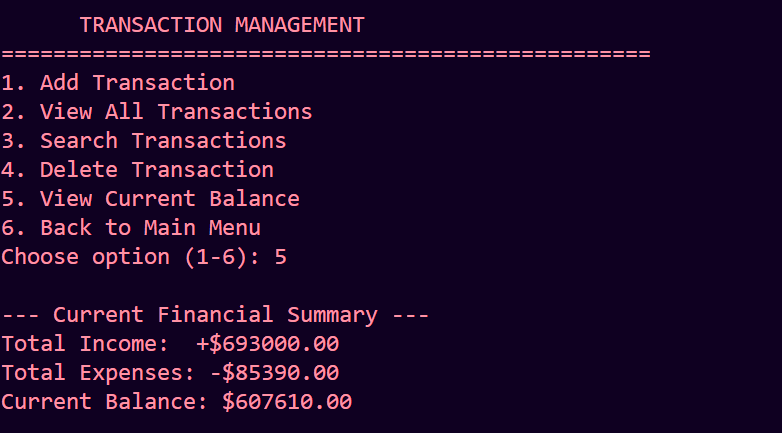 TRANSACTION MANAGEMENT
==================================================
1. Add Transaction
2. View All Transactions
3. Search Transactions
4. Delete Transaction
5. View Current Balance
6. Back to Main Menu
Choose option (1-6): 5
--- Current Financial Summary ---
Total Income:  +$693000.00
Total Expenses: -$85390.00
Current Balance: $607610.00